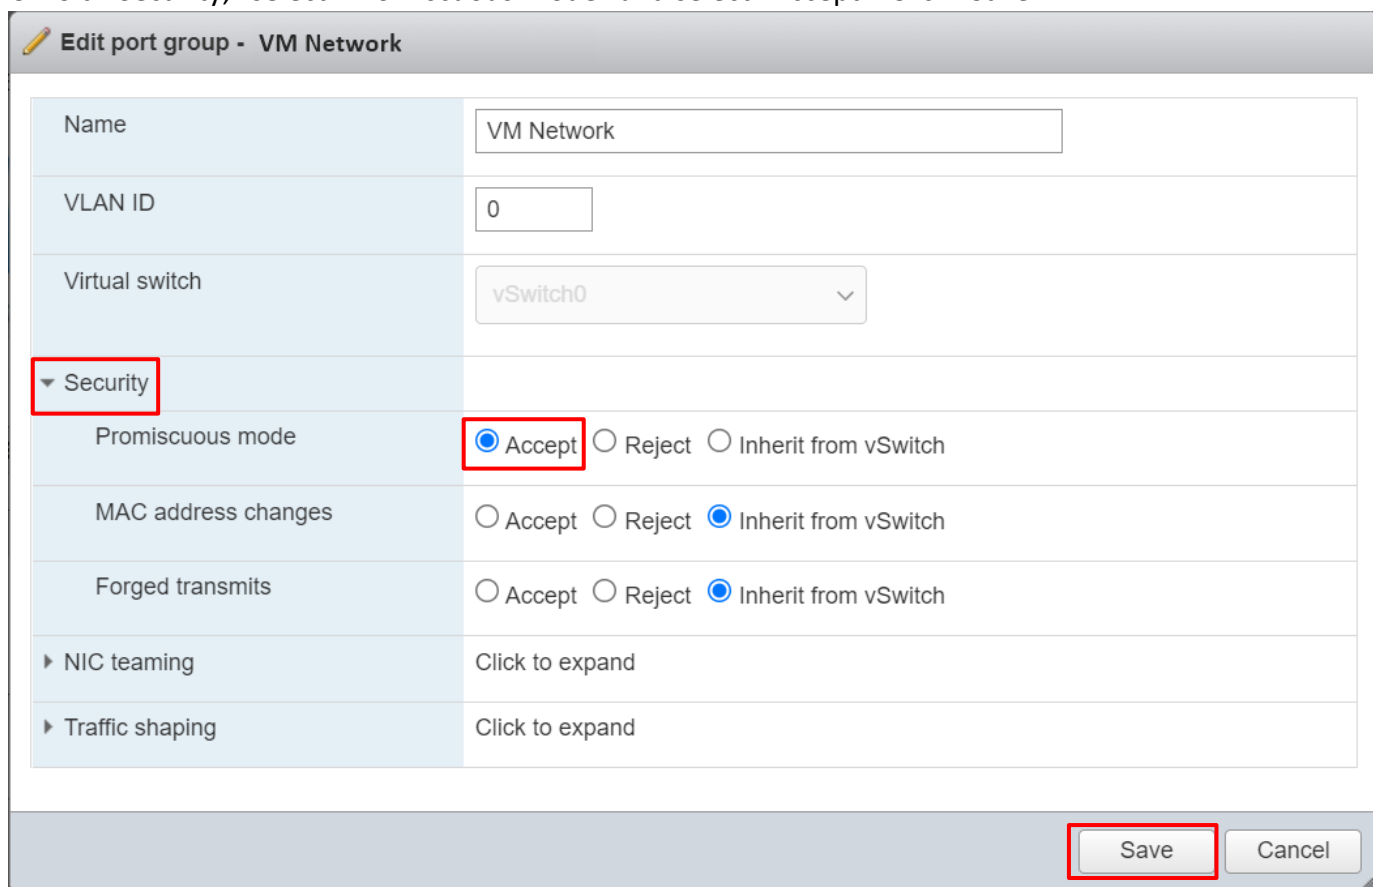 Edit port group - VM Network
Name
VM Network
VLAN ID
0
Virtual switch
vSwitch0
Security
Promiscuous mode
Accept Reject Inherit from vSwitch
MAC address changes
Accept Reject Inherit from vSwitch
Forged transmits
Accept Reject Inherit from vSwitch
NIC teaming
Click to expand
Traffic shaping
Click to expand
Save Cancel